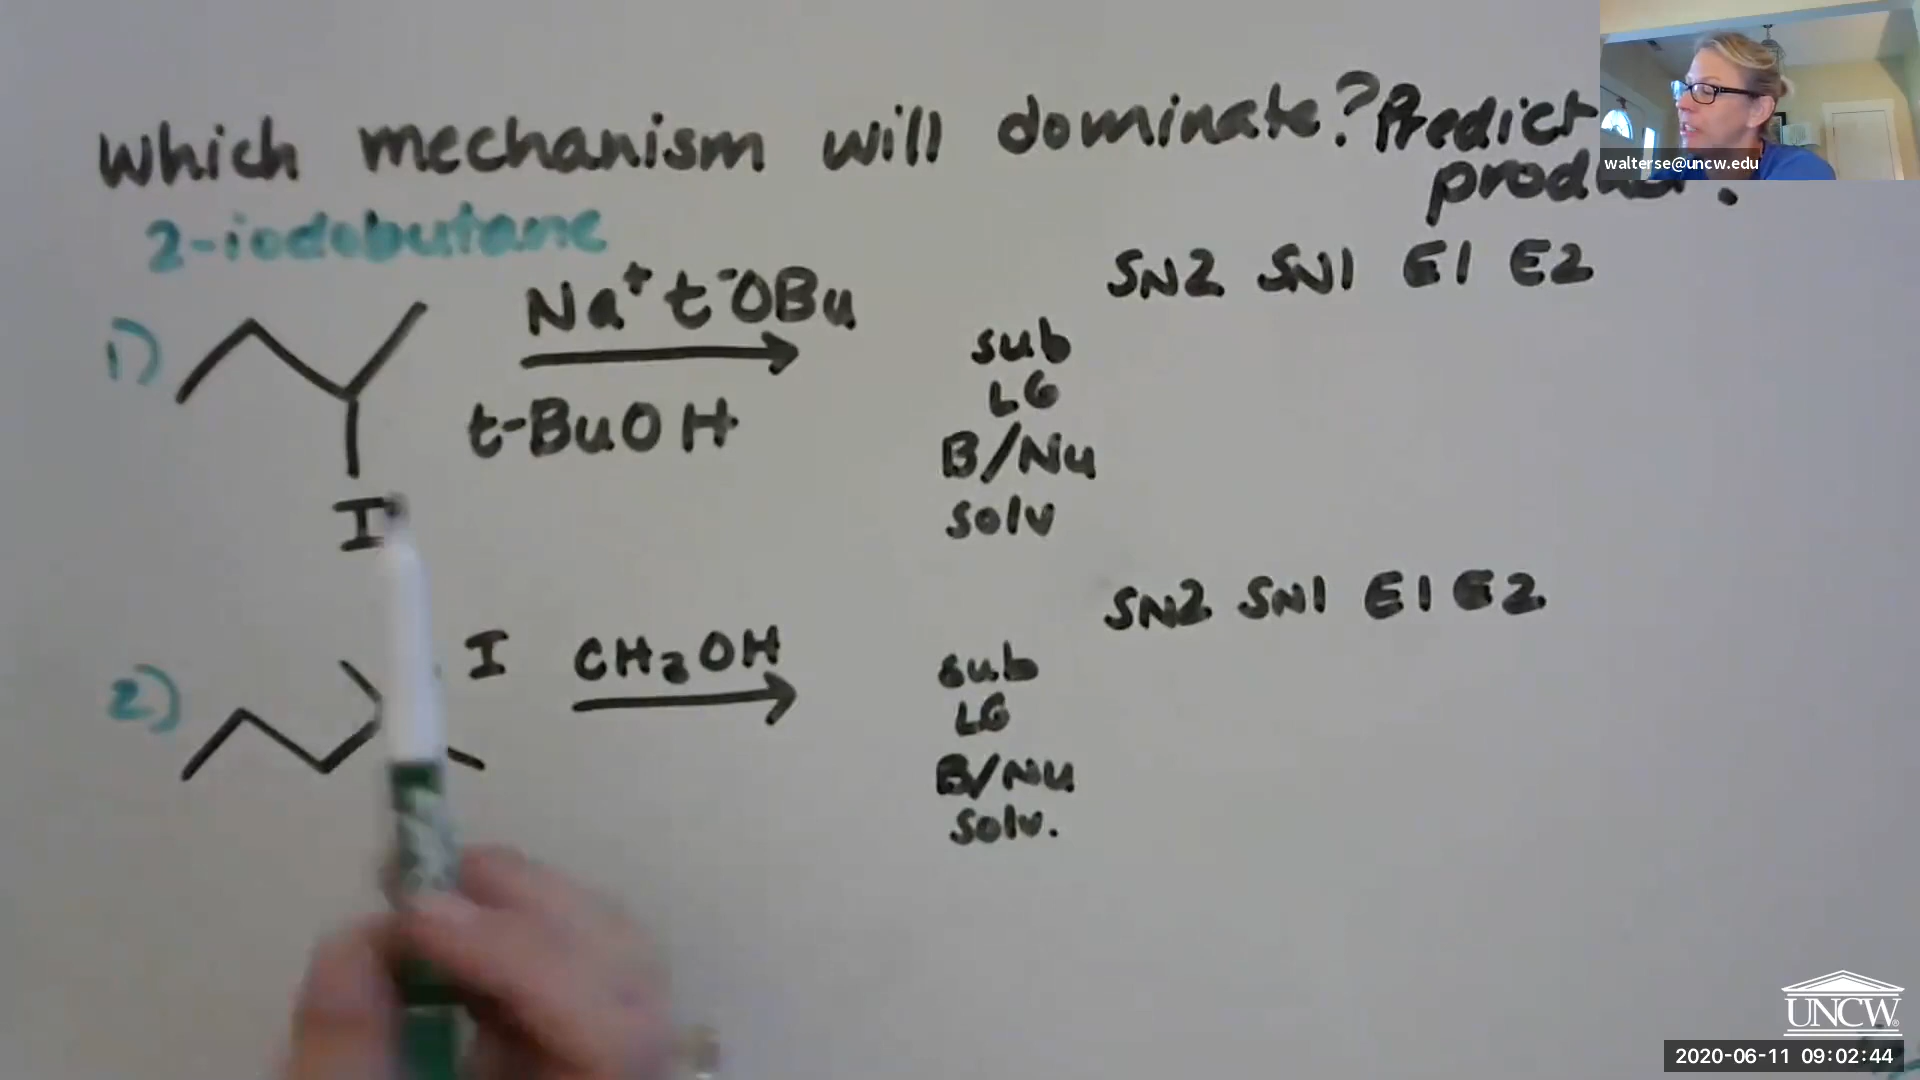 Which mechanism will dominate? Predict
walterse@uncw.edu
2-iodobutane
SN2 SN1 E1 E2
1)
Na⁺ t⁻OBu
t-BuOH
I
sub
LG
B/Nu
solv
SN2 SN1 E1 E2
2)
I
CH₃OH
sub
LG
B/Nu
Solv.
UNCW
2020-06-11 09:02:44